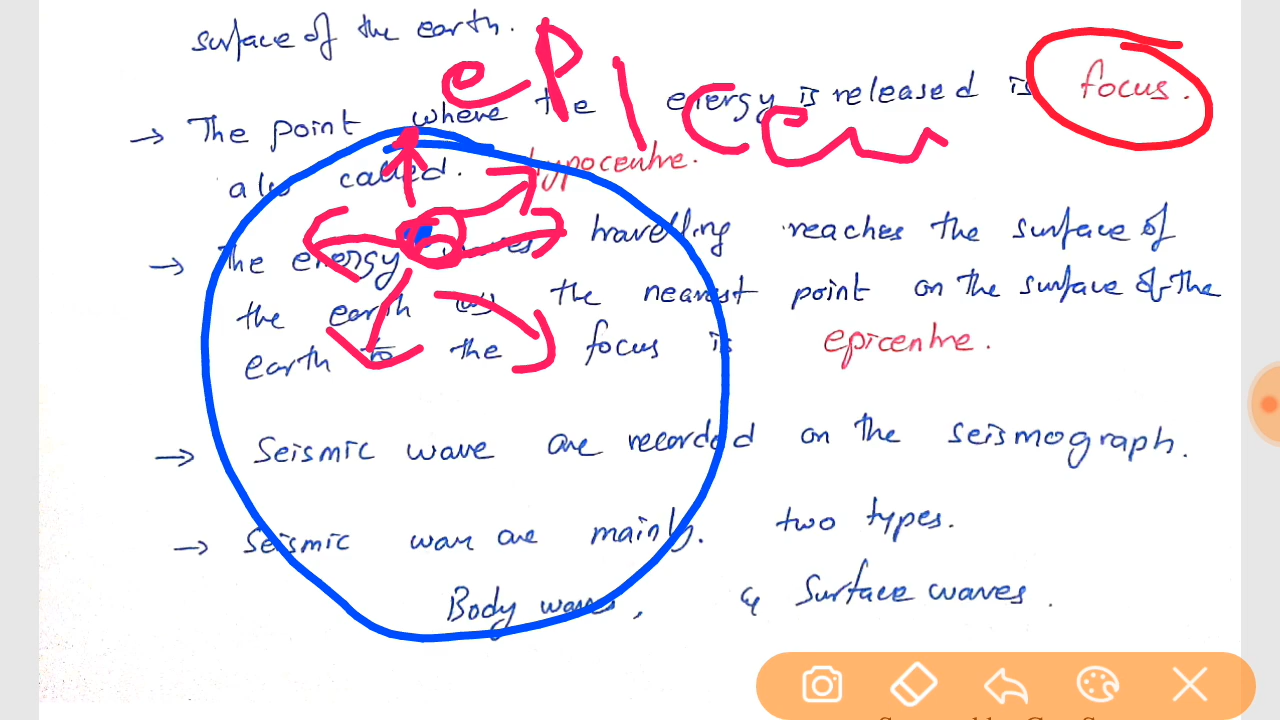 surface of the earth.
→ The point where the energy is released is focus.
also called. hypocentre.
→ The energy waves travelling reaches the surface of
the earth the nearest point on the surface of the
earth to the focus is epicentre.
→ Seismic wave are recorded on the seismograph.
→ Seismic wave are mainly. two types.
Body waves, & Surface waves.